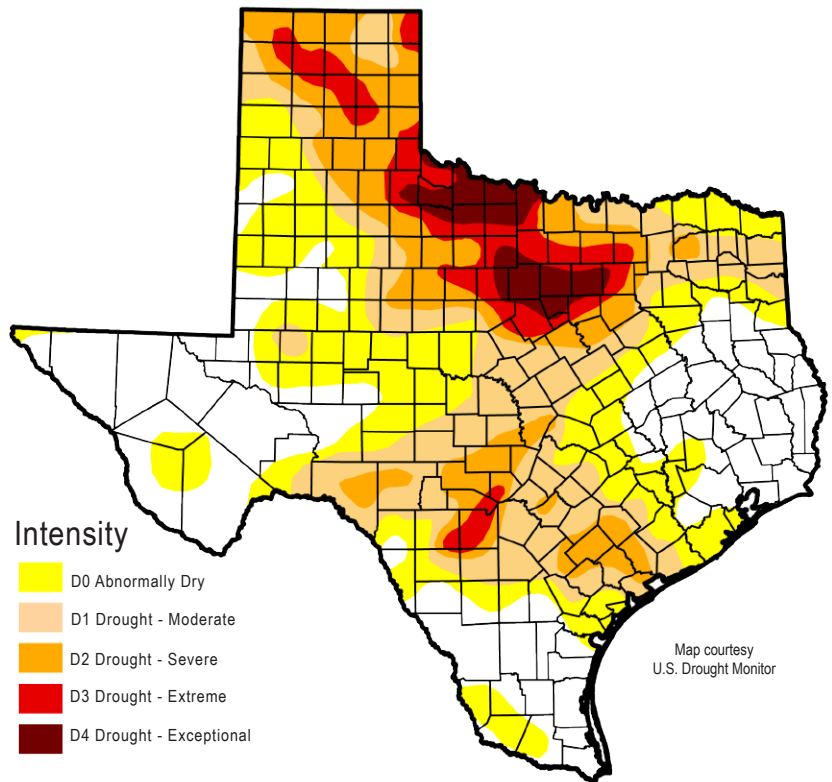 Intensity
D0 Abnormally Dry
D1 Drought - Moderate
D2 Drought - Severe
D3 Drought - Extreme
D4 Drought - Exceptional
Map courtesy
U.S. Drought Monitor